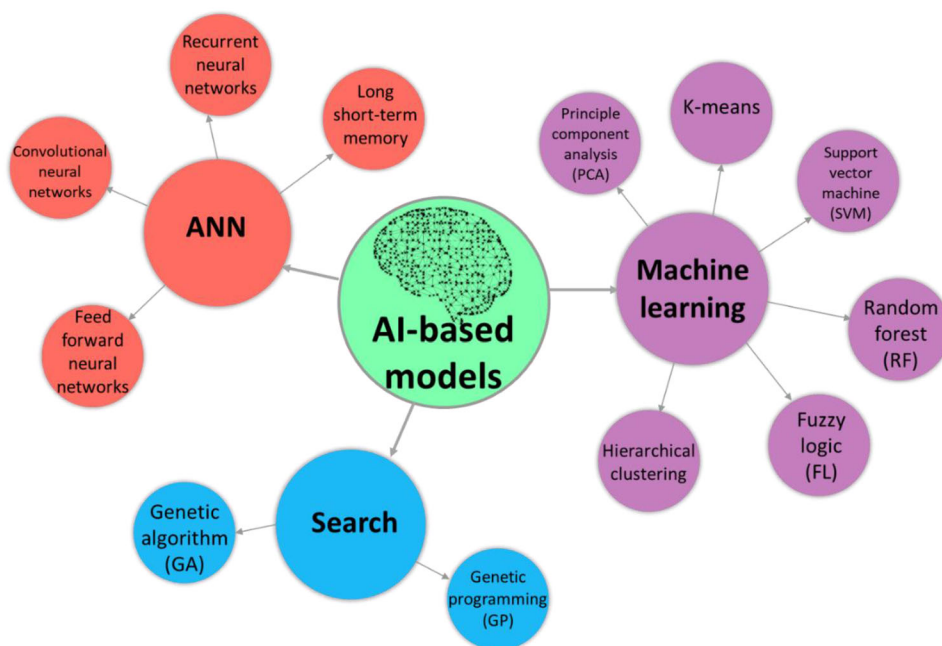 Recurrent
neural
networks
Long
short-term
memory
Convolutional
neural
networks
ANN
Feed
forward
neural
networks
AI-based
models
Principle
component
analysis
(PCA)
K-means
Support
vector
machine
(SVM)
Machine
learning
Random
forest
(RF)
Fuzzy
logic
(FL)
Hierarchical
clustering
Search
Genetic
algorithm
(GA)
Genetic
programming
(GP)